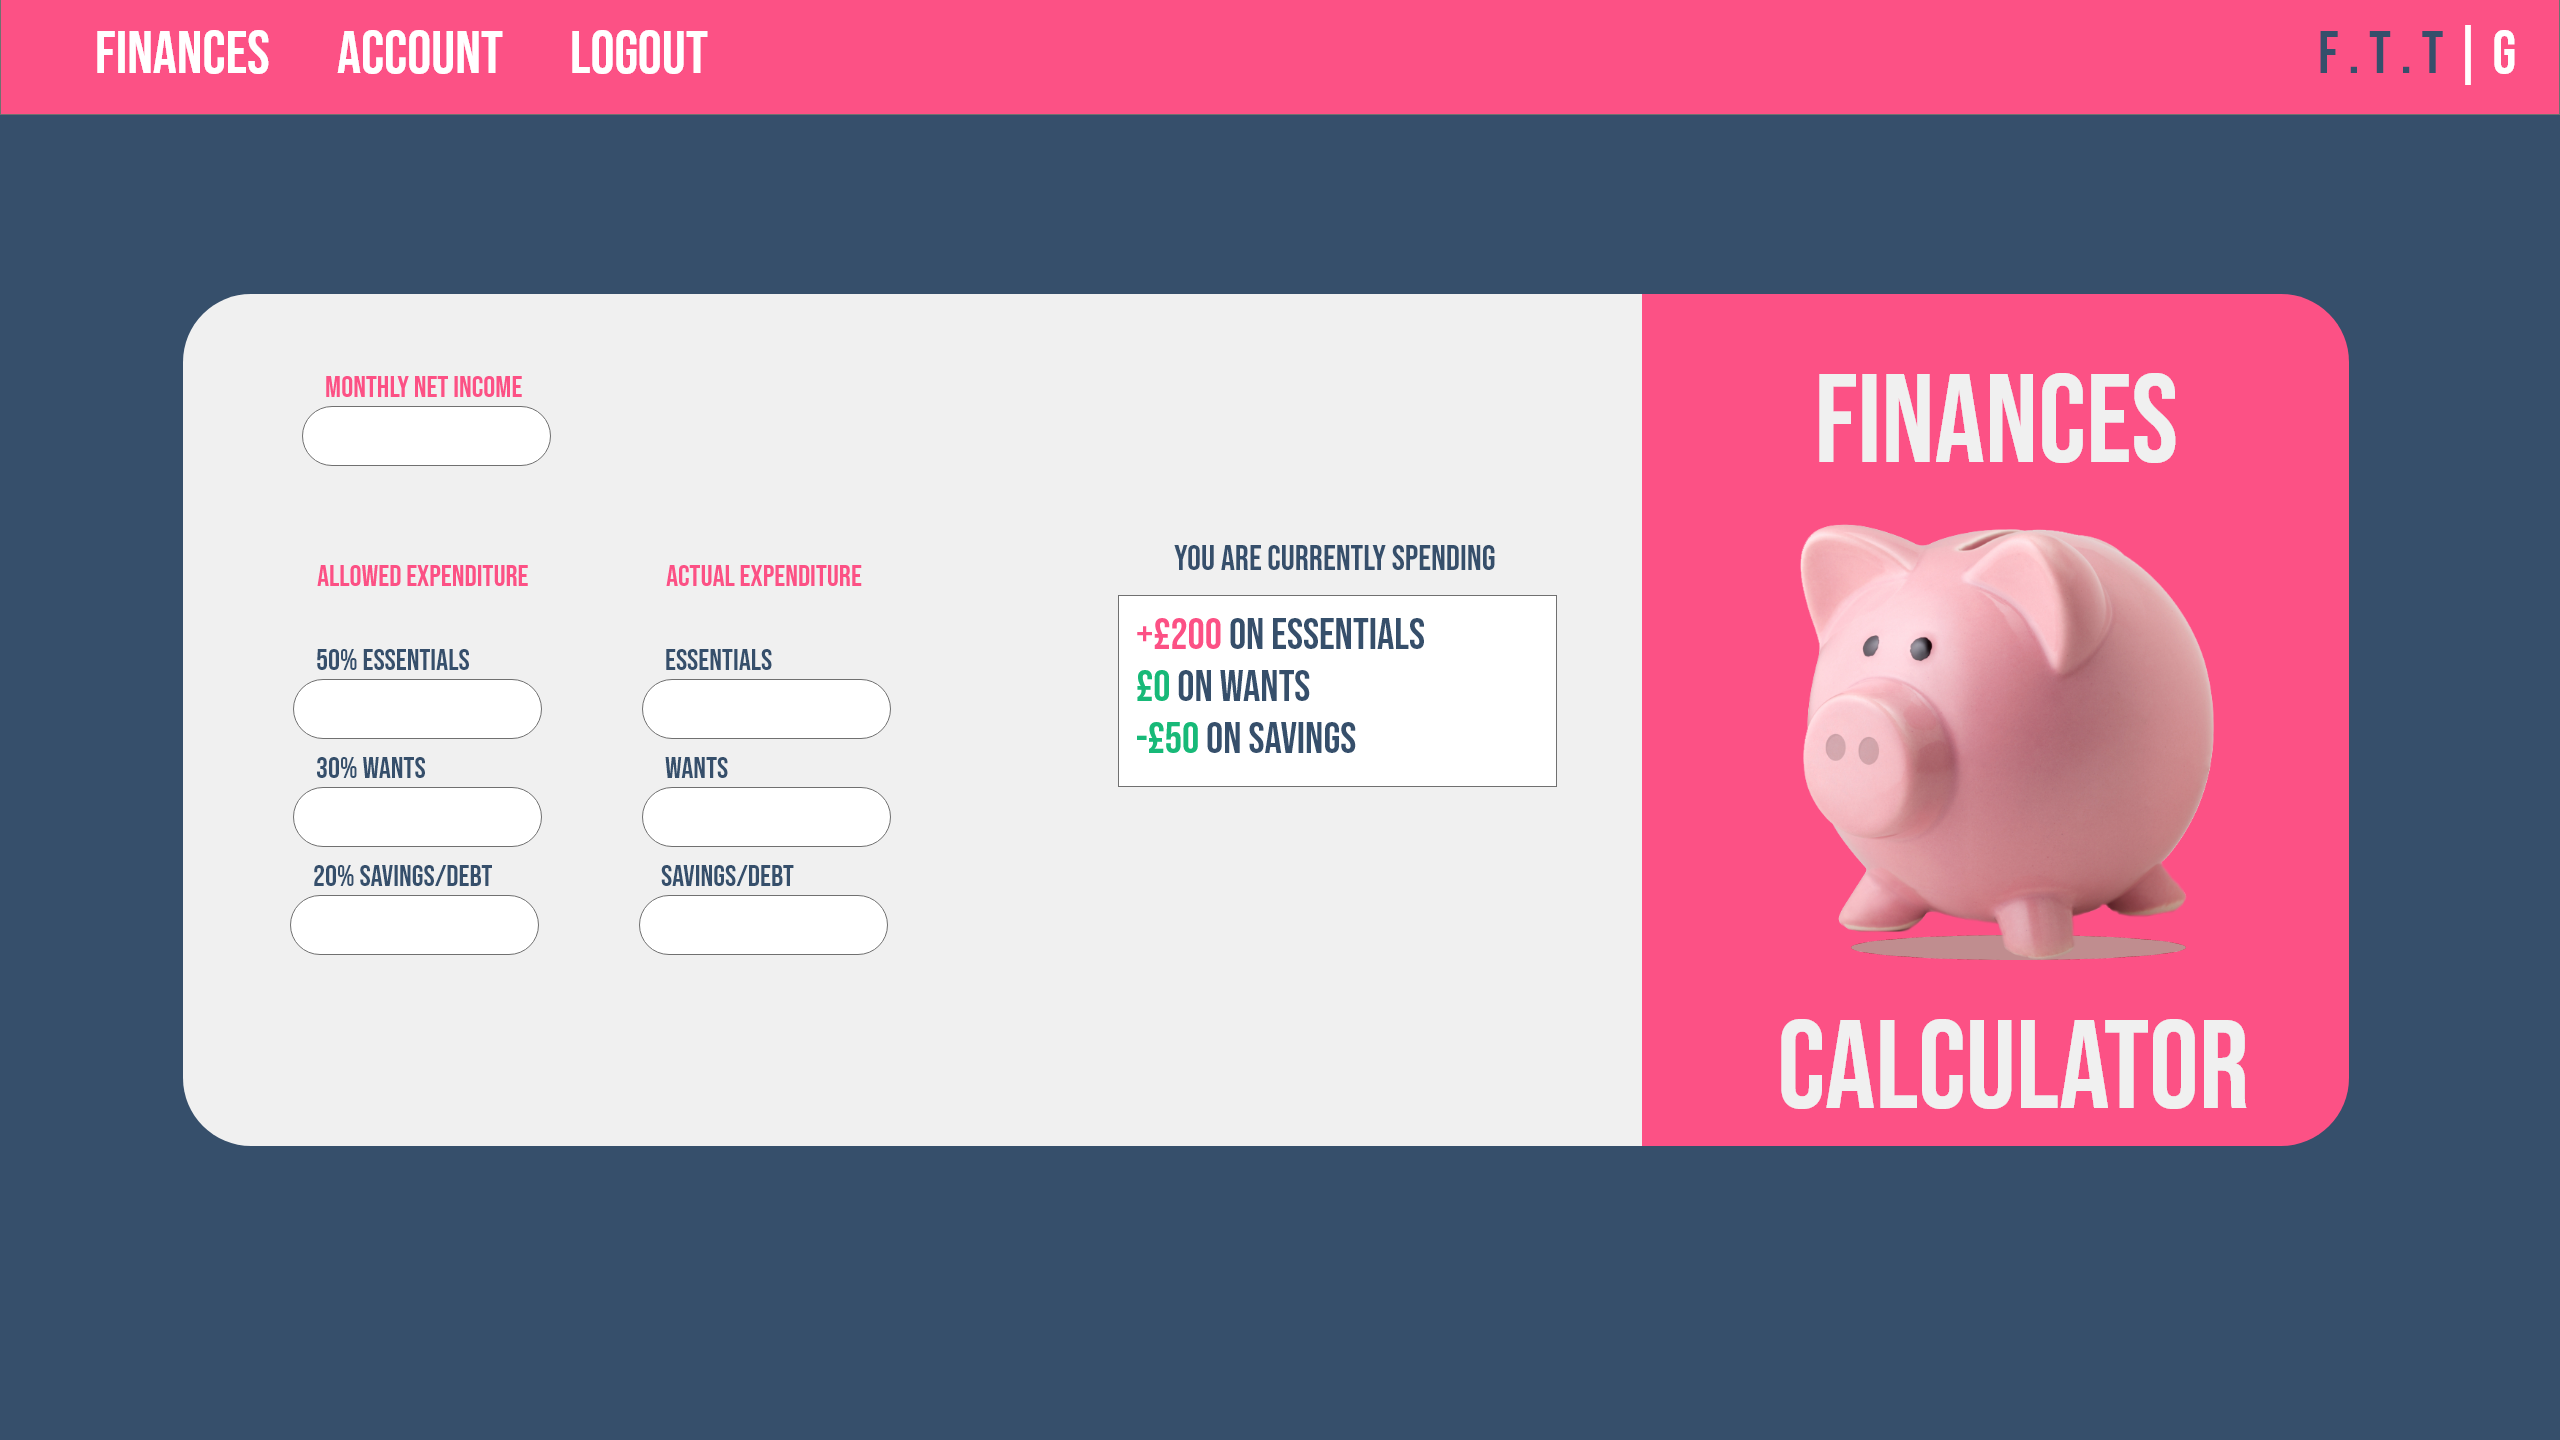 FINANCES ACCOUNT LOGOUT F.T.T | G
MONTHLY NET INCOME
ALLOWED EXPENDITURE
50% ESSENTIALS
30% WANTS
20% SAVINGS/DEBT
ACTUAL EXPENDITURE
ESSENTIALS
WANTS
SAVINGS/DEBT
YOU ARE CURRENTLY SPENDING
+£200 ON ESSENTIALS
£0 ON WANTS
-£50 ON SAVINGS
FINANCES
CALCULATOR